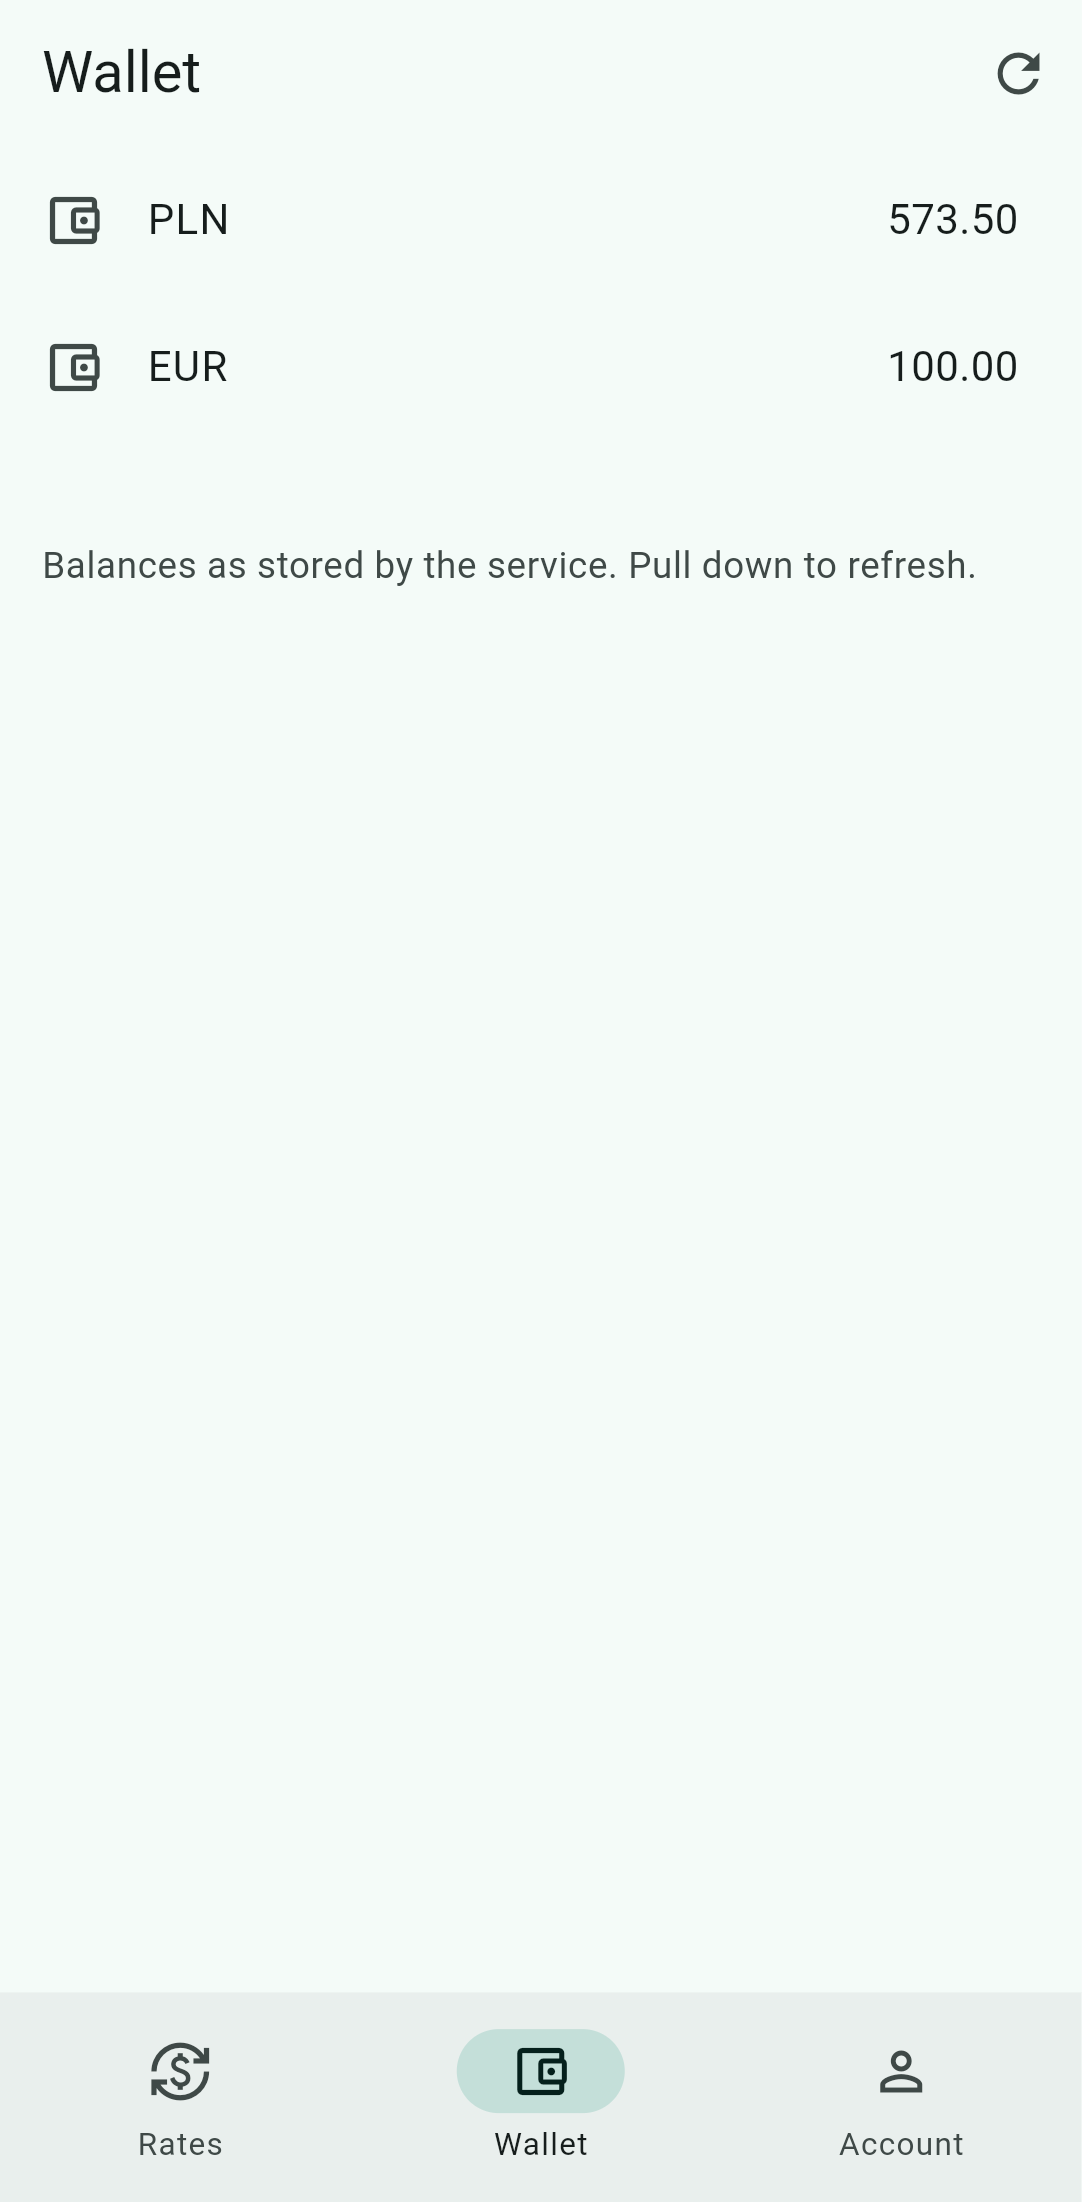 Wallet
PLN 573.50
EUR 100.00
Balances as stored by the service. Pull down to refresh.
Rates Wallet Account